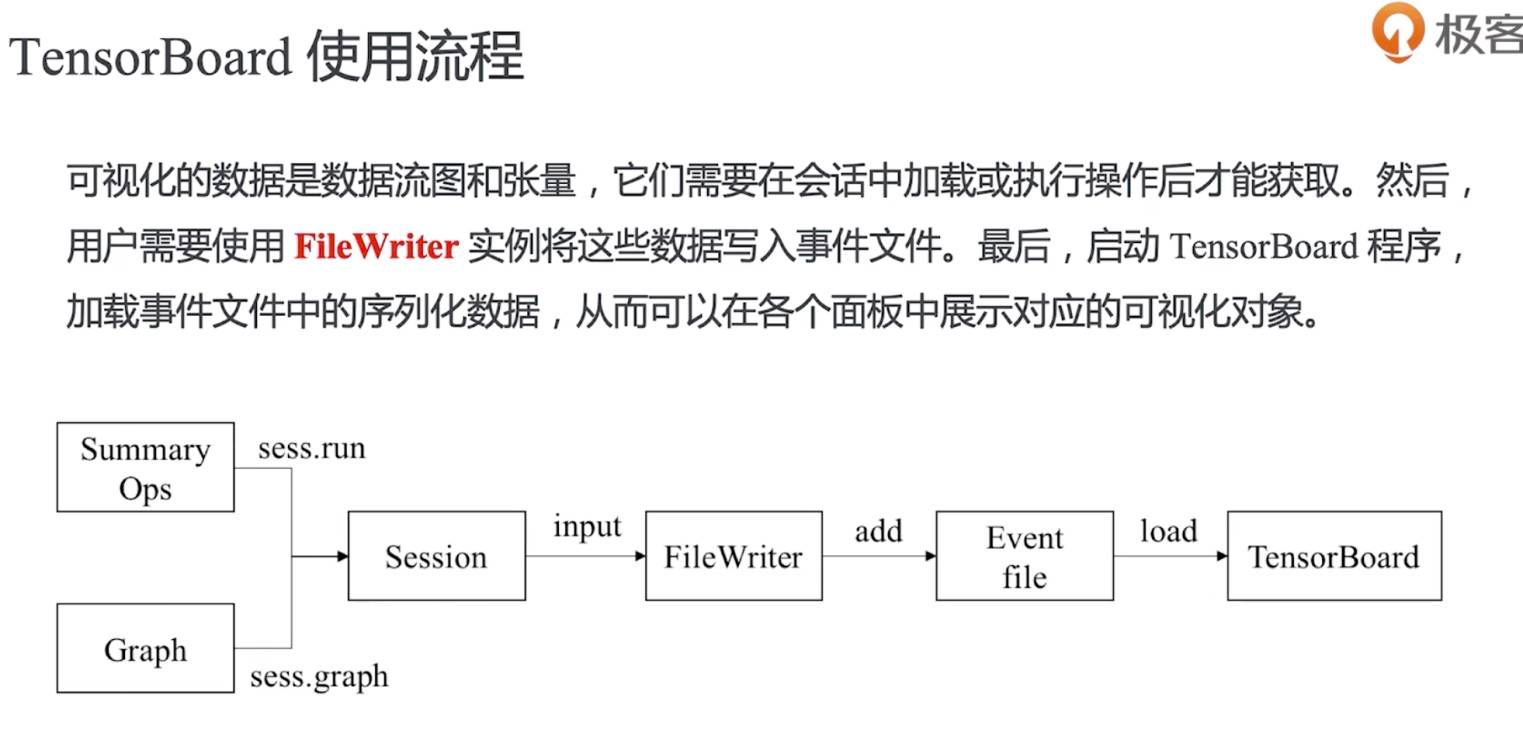 TensorBoard 使用流程
极客
可视化的数据是数据流图和张量，它们需要在会话中加载或执行操作后才能获取。然后，
用户需要使用 FileWriter 实例将这些数据写入事件文件。最后，启动 TensorBoard 程序，
加载事件文件中的序列化数据，从而可以在各个面板中展示对应的可视化对象。
Summary
Ops
sess.run
Graph
sess.graph
Session
input
FileWriter
add
Event
file
load
TensorBoard